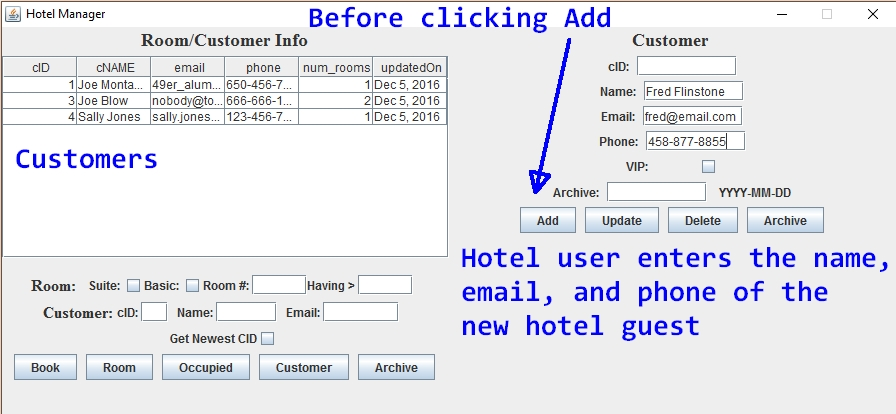 Hotel Manager
Before clicking Add
Room/Customer Info
cID cNAME email phone num_rooms updatedOn
1 Joe Monta... 49er_alum... 650-456-7... 1 Dec 5, 2016
3 Joe Blow nobody@to... 666-666-1... 2 Dec 5, 2016
4 Sally Jones sally.jones... 123-456-7... 1 Dec 5, 2016
Customers
Room: Suite: Basic: Room #: Having >
Customer: cID: Name: Email:
Get Newest CID
Book Room Occupied Customer Archive
Customer
cID:
Name: Fred Flinstone
Email: fred@email.com
Phone: 458-877-8855
VIP:
Archive: YYYY-MM-DD
Add Update Delete Archive
Hotel user enters the name,
email, and phone of the
new hotel guest